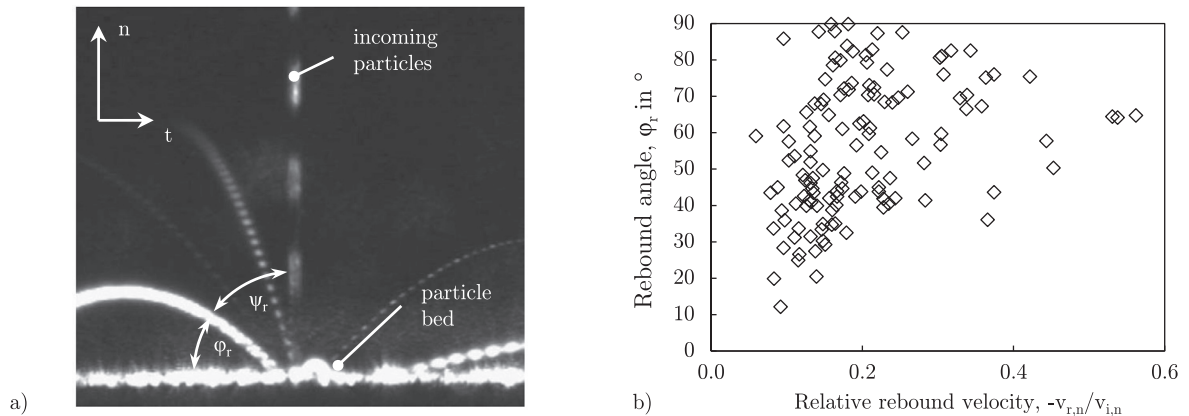 n
t
incoming
particles
particle
bed
ψr
φr
a)
Rebound angle, φr in °
90
80
70
60
50
40
30
20
10
0
0.0 0.2 0.4 0.6
Relative rebound velocity, -vr,n/vi,n
b)